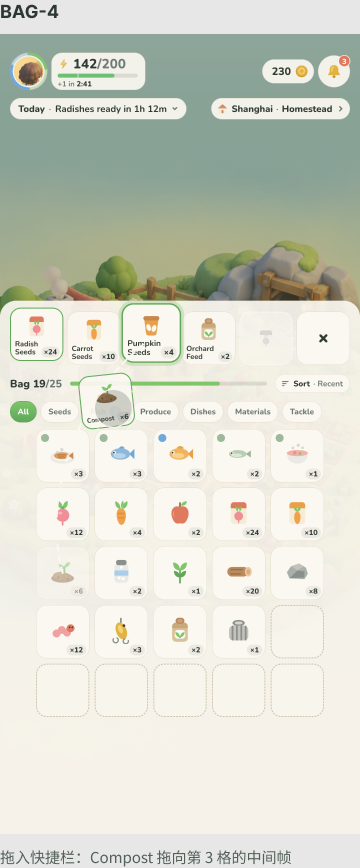 BAG-4
142/200
+1 in 2:41
230
3
Today · Radishes ready in 1h 12m
Shanghai · Homestead
Radish Seeds ×24
Carrot Seeds ×10
Pumpkin Seeds ×4
Orchard Feed ×2
×
Bag 19/25
Sort · Recent
Compost ×6
All
Seeds
Produce
Dishes
Materials
Tackle
×3
×3
×2
×2
×1
×12
×4
×2
×24
×10
×6
×2
×1
×20
×8
×12
×3
×2
×1
拖入快捷栏：Compost 拖向第 3 格的中间帧